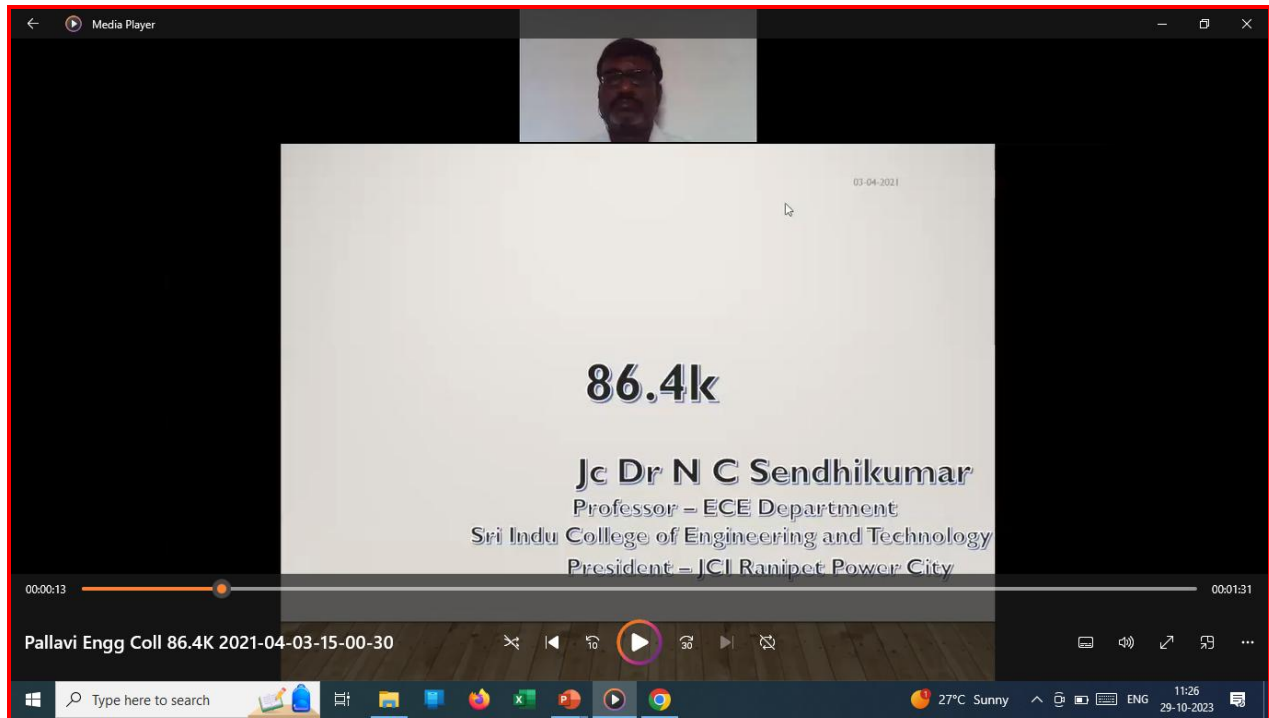 Media Player
03-04-2021
86.4k
Jc Dr N C Sendhikumar
Professor – ECE Department
Sri Indu College of Engineering and Technology
President – JCI Ranipet Power City
00:00:13
00:01:31
Pallavi Engg Coll 86.4K 2021-04-03-15-00-30
10
30
Type here to search
27°C Sunny
ENG
11:26
29-10-2023